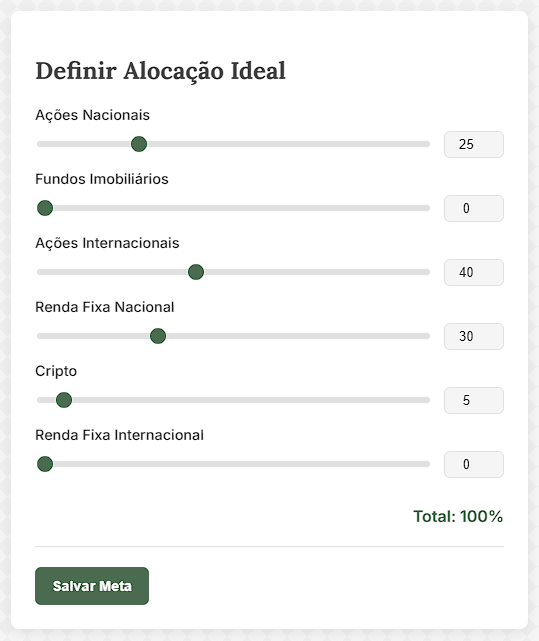 Definir Alocação Ideal
Ações Nacionais
25
Fundos Imobiliários
0
Ações Internacionais
40
Renda Fixa Nacional
30
Cripto
5
Renda Fixa Internacional
0
Total: 100%
Salvar Meta